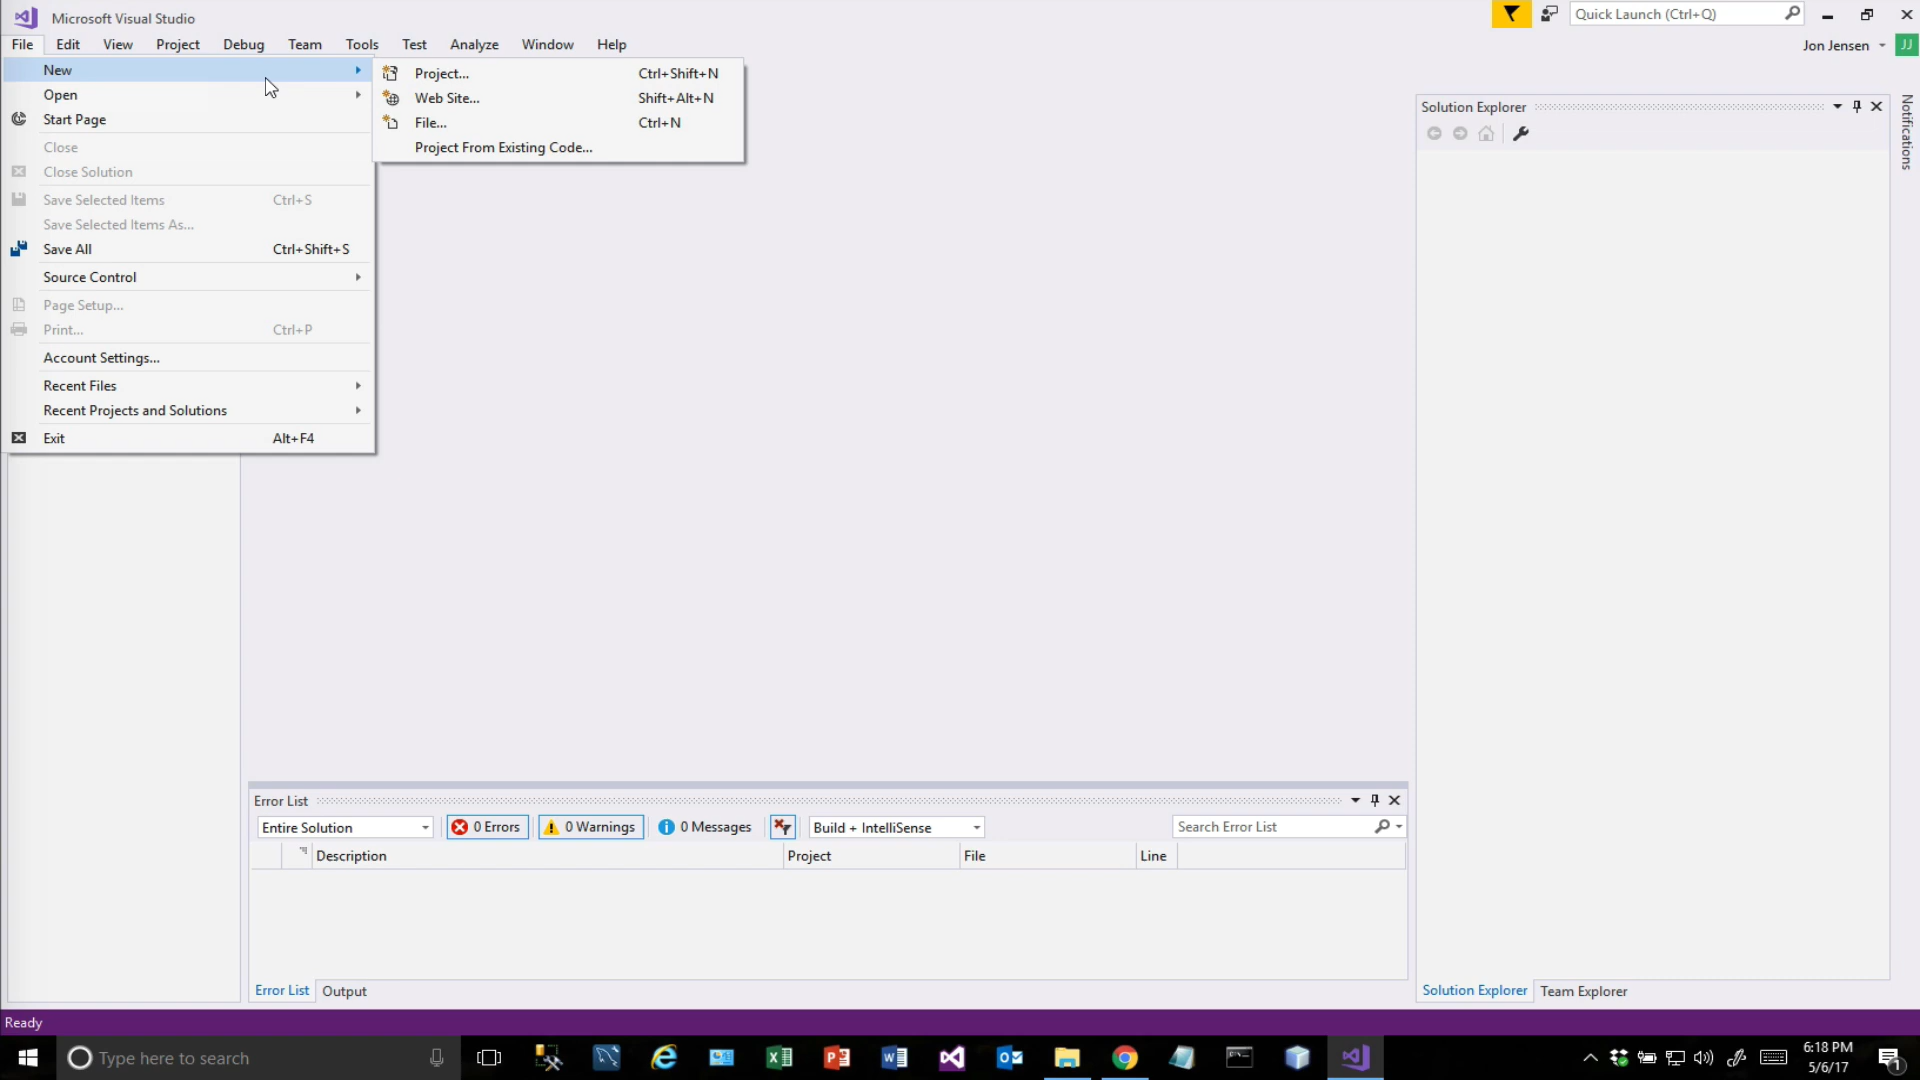 Microsoft Visual Studio
Quick Launch (Ctrl+Q)
File Edit View Project Debug Team Tools Test Analyze Window Help
Jon Jensen JJ
New
Open
Start Page
Close
Close Solution
Save Selected Items Ctrl+S
Save Selected Items As...
Save All Ctrl+Shift+S
Source Control
Page Setup...
Print... Ctrl+P
Account Settings...
Recent Files
Recent Projects and Solutions
Exit Alt+F4
Project... Ctrl+Shift+N
Web Site... Shift+Alt+N
File... Ctrl+N
Project From Existing Code...
Solution Explorer
Notifications
Error List
Entire Solution 0 Errors 0 Warnings 0 Messages Build + IntelliSense Search Error List
Description Project File Line
Error List Output
Solution Explorer Team Explorer
Ready
Type here to search
6:18 PM
5/6/17
1